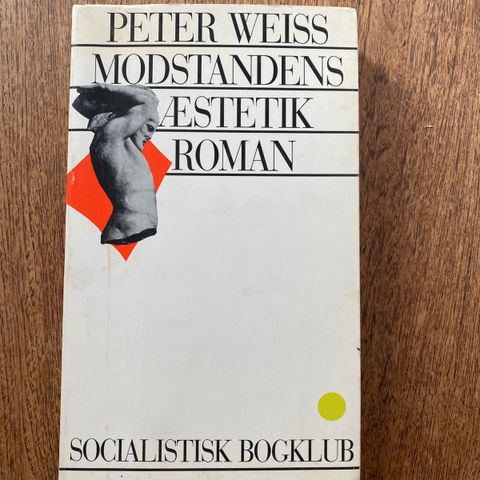 PETER WEISS
MODSTANDENS
ÆSTETIK
ROMAN
SOCIALISTISK BOGKLUB